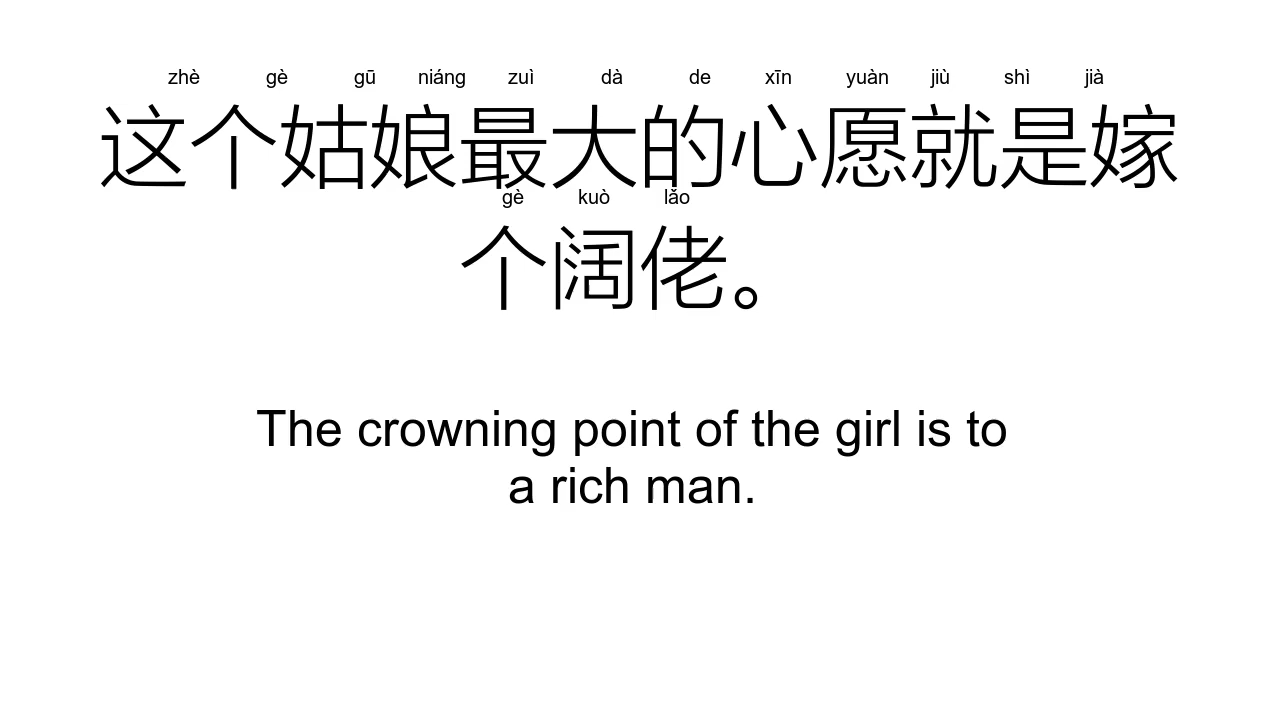 zhè gè gū niáng zuì dà de xīn yuàn jiù shì jià
这个姑娘最大的心愿就是嫁
gè kuò lǎo
个阔佬。
The crowning point of the girl is to
a rich man.